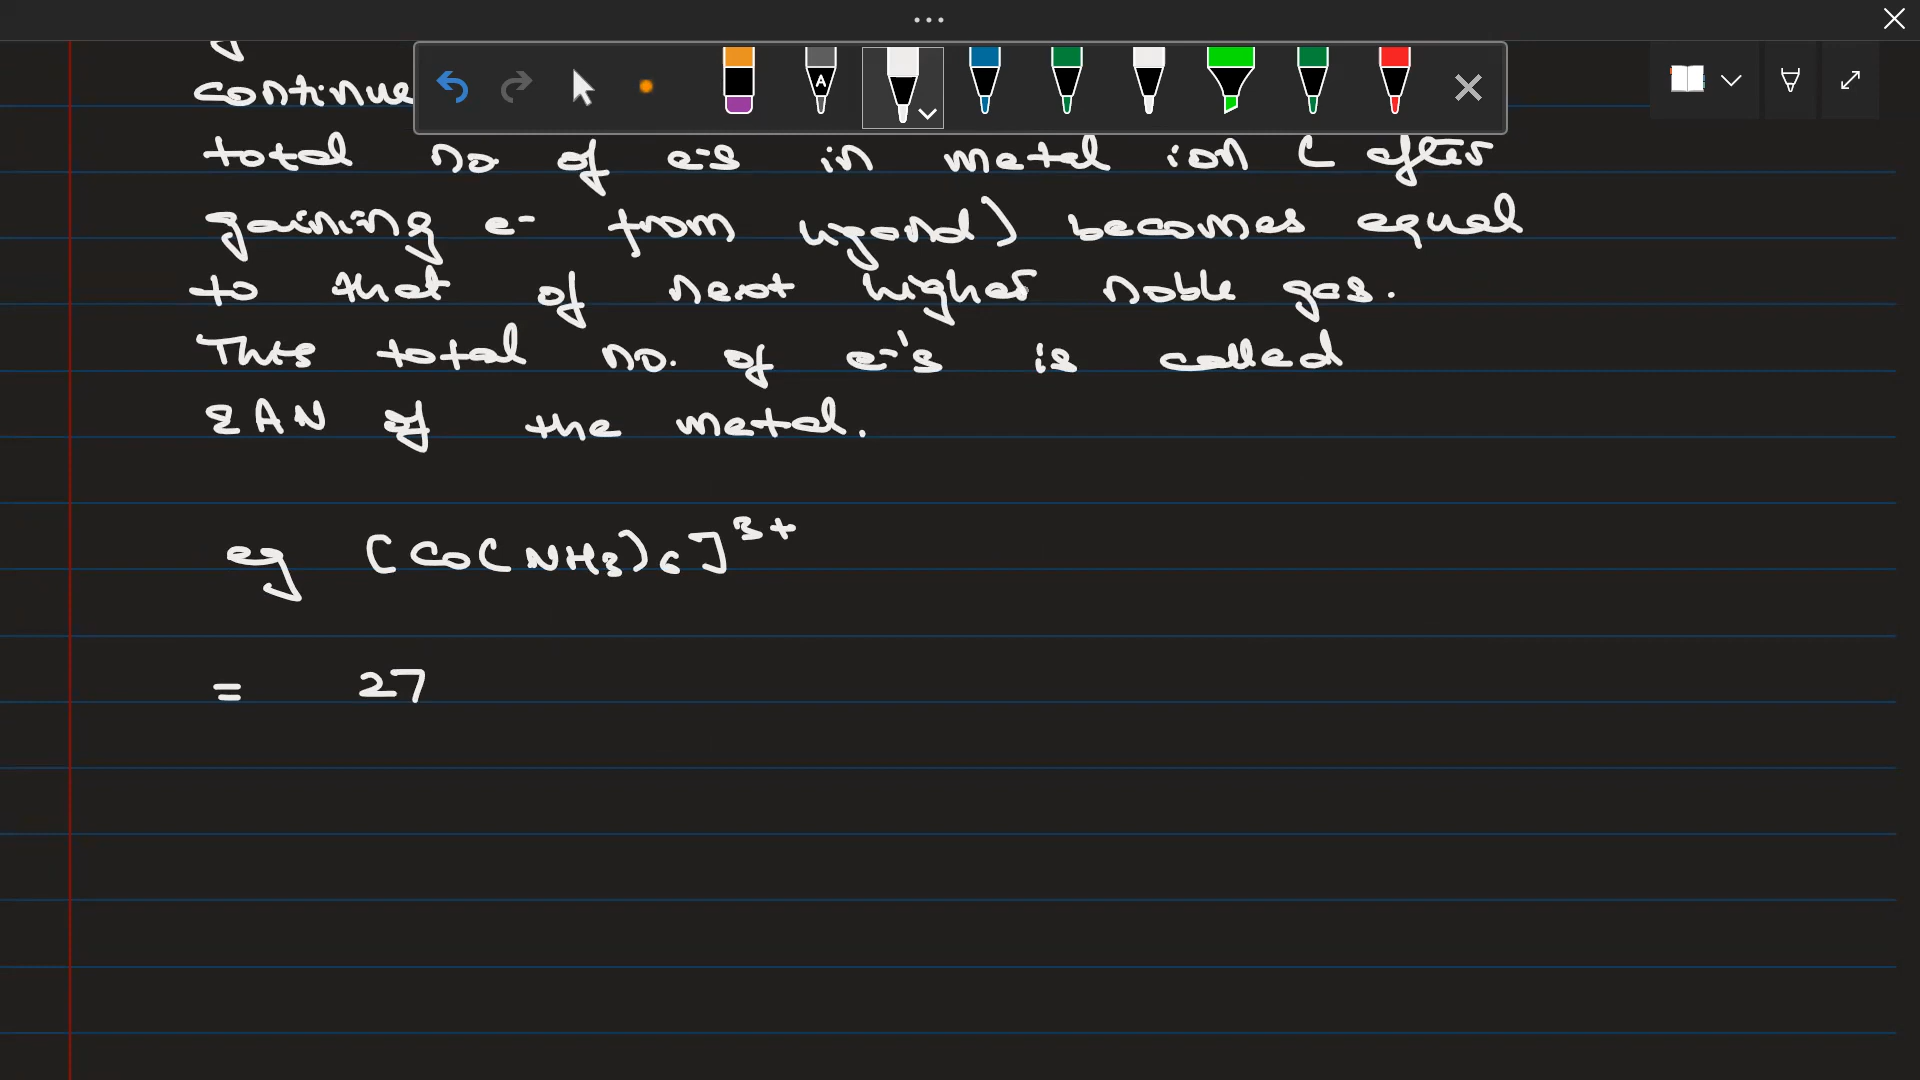 continue
total no of e-s in metal ion ( after
gaining e- from ligand) becomes equal
to that of next higher noble gas.
This total no. of e-'s is called
EAN of the metal.
eg [Co(NH3)6]3+
= 27